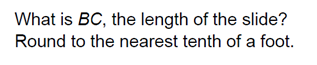 What is BC, the length of the slide?
Round to the nearest tenth of a foot.